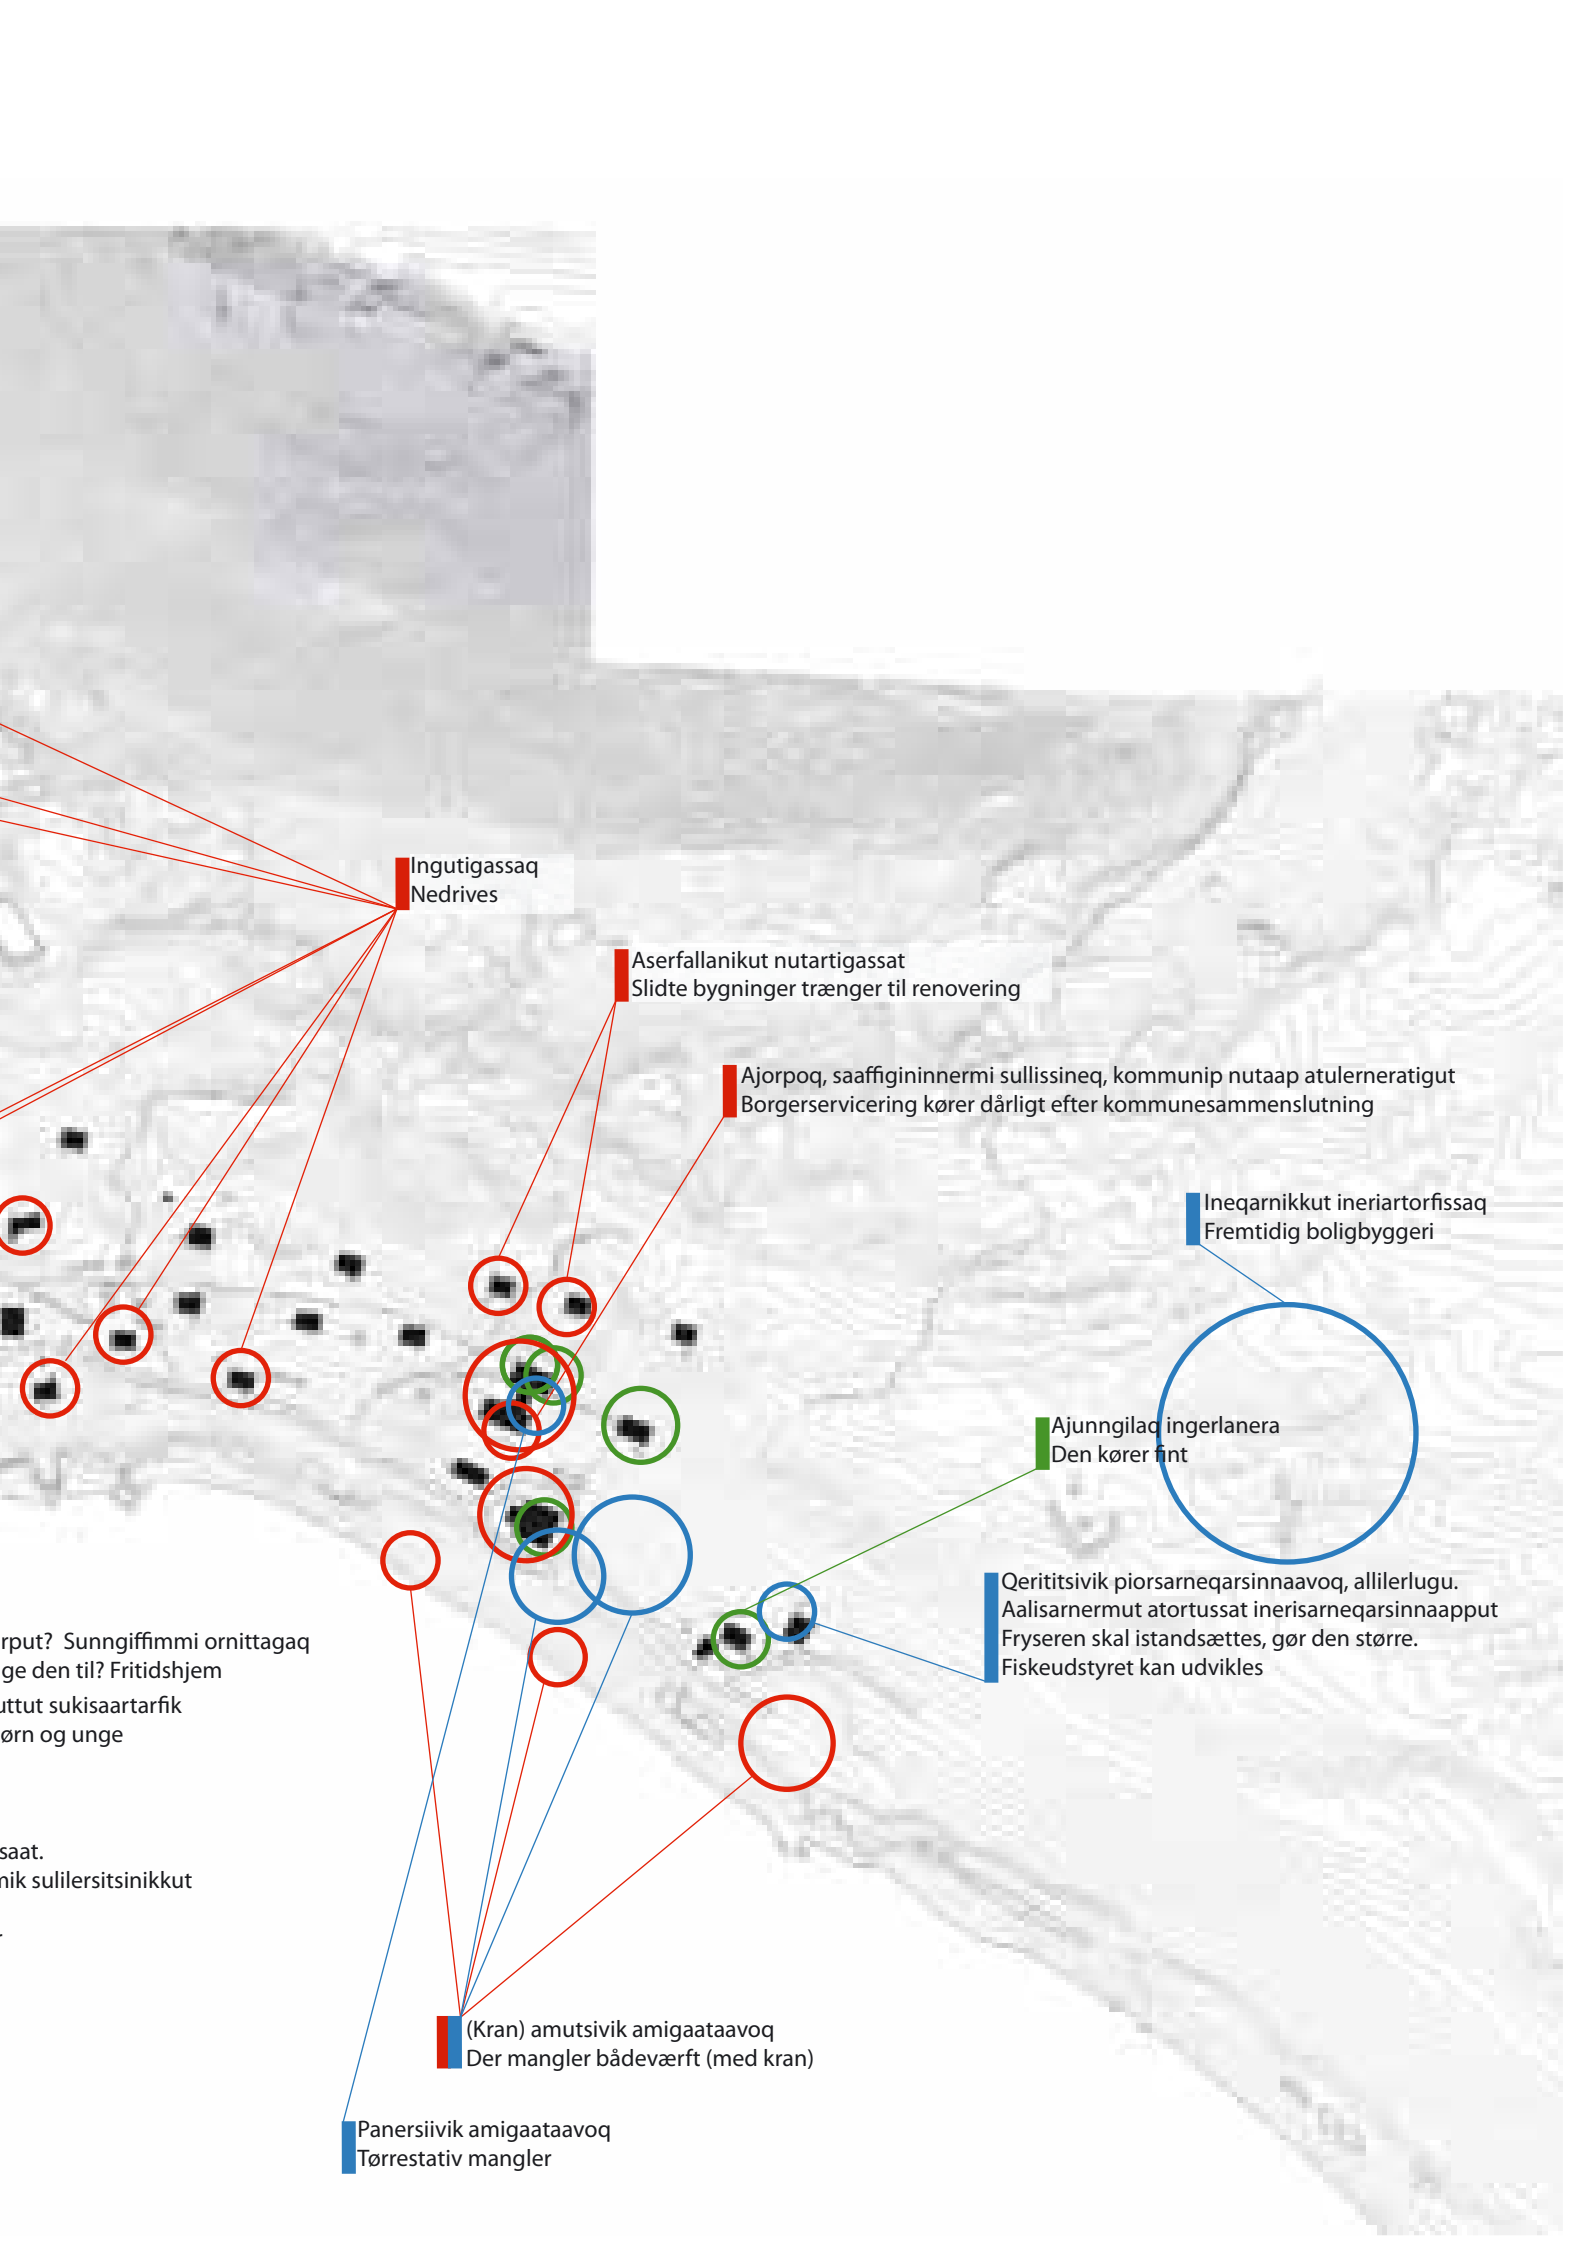 Ingutigassaq
Nedrives
Aserfallanikut nutartigassat
Slidte bygninger trænger til renovering
Ajorpoq, saaffigininnermi sullissineq, kommunip nutaap atulerneratigut
Borgerservicering kører dårligt efter kommunesammenslutning
Ineqarnikkut ineriartorfissaq
Fremtidig boligbyggeri
Ajunngilaq ingerlanera
Den kører fint
Qerititsivik piorsarneqarsinnaavoq, allilerlugu.
Aalisarnermut atortussat inerisarneqarsinnaapput
Fryseren skal istandsættes, gør den større.
Fiskeudstyret kan udvikles
rput? Sunngiffimmi ornittagaq
ge den til? Fritidshjem
uttut sukisaartarfik
ørn og unge
saat.
nik sulilersitsinikkut
(Kran) amutsivik amigaataavoq
Der mangler bådeværft (med kran)
Panersiivik amigaataavoq
Tørrestativ mangler